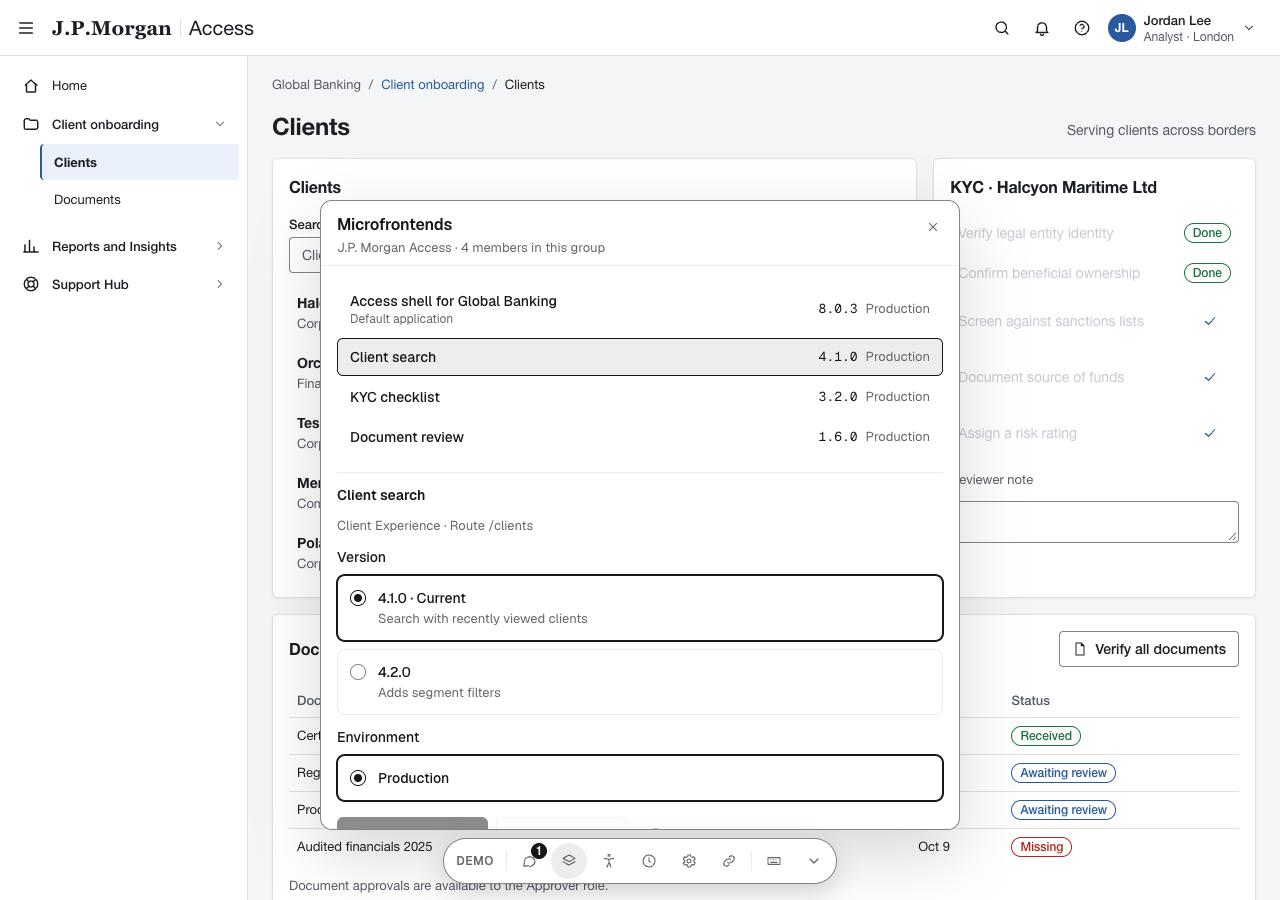 J.P.Morgan Access
JL
Jordan Lee
Analyst · London
Home
Client onboarding
Clients
Documents
Reports and Insights
Support Hub
Global Banking / Client onboarding / Clients
Clients
Serving clients across borders
Clients
KYC · Halcyon Maritime Ltd
Verify legal entity identity Done
Confirm beneficial ownership Done
Screen against sanctions lists
Document source of funds
Assign a risk rating
eviewer note
Microfrontends
J.P. Morgan Access · 4 members in this group
Access shell for Global Banking 8.0.3 Production
Default application
Client search 4.1.0 Production
KYC checklist 3.2.0 Production
Document review 1.6.0 Production
Client search
Client Experience · Route /clients
Version
4.1.0 · Current
Search with recently viewed clients
4.2.0
Adds segment filters
Environment
Production
Verify all documents
Status
Received
Awaiting review
Awaiting review
Audited financials 2025 Oct 9 Missing
Document approvals are available to the Approver role.
DEMO 1